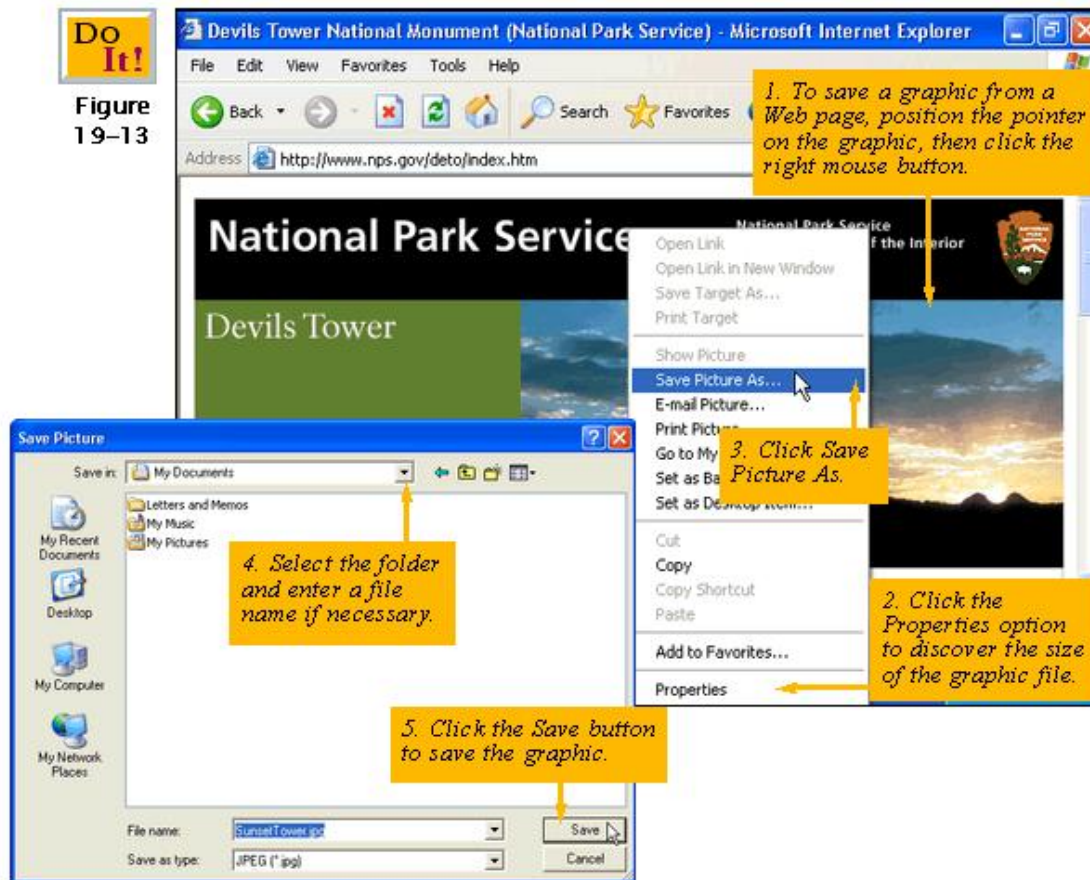 Do
It!
Figure
19-13
Devils Tower National Monument (National Park Service) - Microsoft Internet Explorer
File Edit View Favorites Tools Help
Back Search Favorites
Address http://www.nps.gov/deto/index.htm
1. To save a graphic from a
Web page, position the pointer
on the graphic, then click the
right mouse button.
National Park Service
National Park Service
of the Interior
Devils Tower
Open Link
Open Link in New Window
Save Target As...
Print Target
Show Picture
Save Picture As...
E-mail Picture...
Print Picture
Go to My
Set as
Set as Desktop Item...
Cut
Copy
Copy Shortcut
Paste
Add to Favorites...
Properties
3. Click Save
Picture As.
2. Click the
Properties option
to discover the size
of the graphic file.
Save Picture
Save in: My Documents
Letters and Memos
My Music
My Pictures
My Recent
Documents
Desktop
My Computer
My Network
Places
4. Select the folder
and enter a file
name if necessary.
5. Click the Save button
to save the graphic.
File name: SunsetTower.jpg
Save
Save as type: JPEG (*.jpg)
Cancel